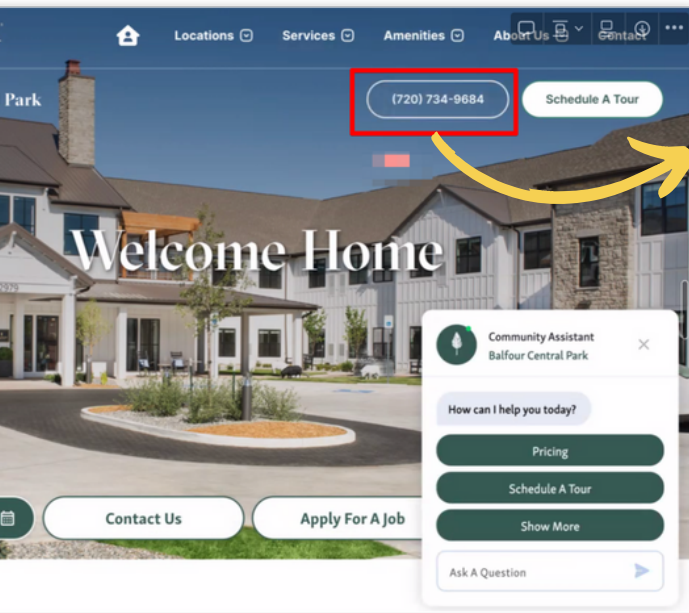 Locations
Services
Amenities
About Us
Contact
Park
(720) 734-9684
Schedule A Tour
Welcome Home
2979
Community Assistant
Balfour Central Park
How can I help you today?
Pricing
Schedule A Tour
Show More
Ask A Question
Contact Us
Apply For A Job